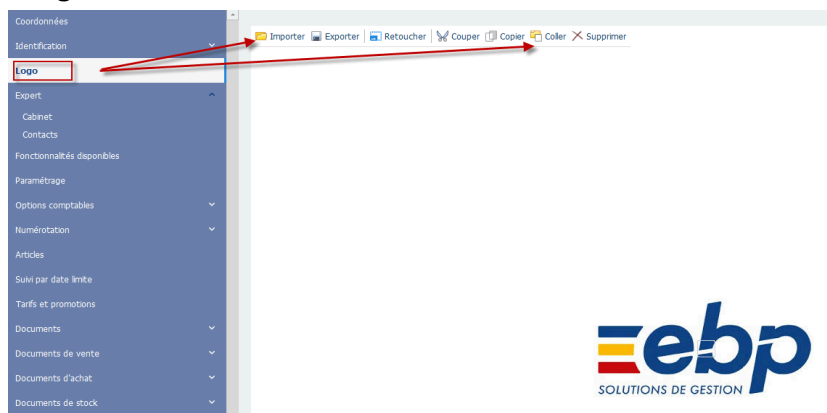 Coordonnées
Identification
Logo
Expert
Cabinet
Contacts
Fonctionnalités disponibles
Paramétrage
Options comptables
Numérotation
Articles
Suivi par date limite
Tarifs et promotions
Documents
Documents de vente
Documents d'achat
Documents de stock
Importer Exporter Retoucher Couper Copier Coller Supprimer
ebp
SOLUTIONS DE GESTION